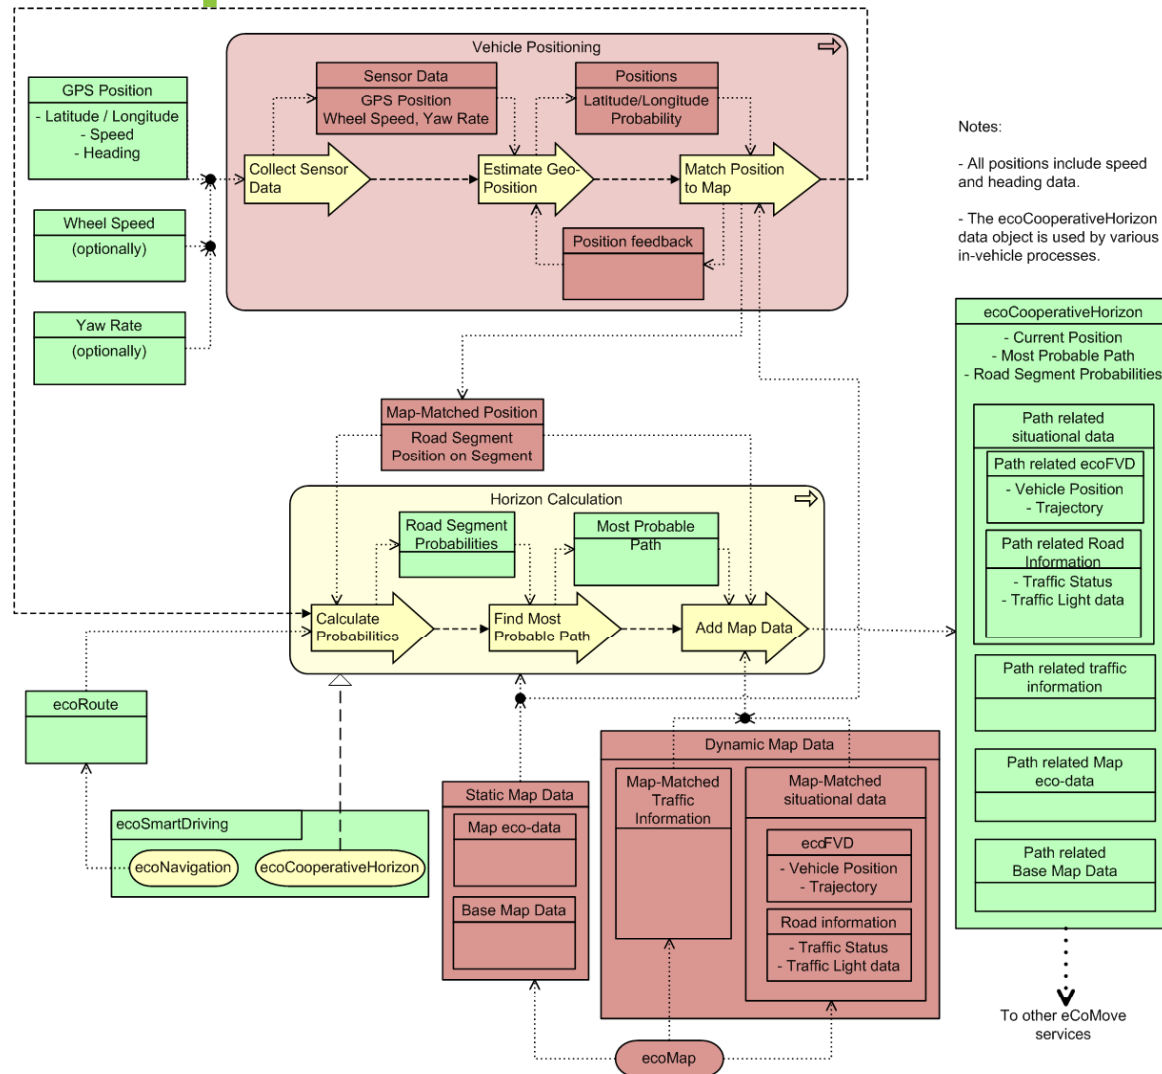 Vehicle Positioning
GPS Position
- Latitude / Longitude
- Speed
- Heading
Wheel Speed
(optionally)
Yaw Rate
(optionally)
Sensor Data
GPS Position
Wheel Speed, Yaw Rate
Positions
Latitude/Longitude
Probability
Collect Sensor
Data
Estimate Geo-
Position
Match Position
to Map
Position feedback
Notes:
- All positions include speed
and heading data.
- The ecoCooperativeHorizon
data object is used by various
in-vehicle processes.
Map-Matched Position
Road Segment
Position on Segment
Horizon Calculation
Road Segment
Probabilities
Most Probable
Path
Calculate
Probabilities
Find Most
Probable Path
Add Map Data
ecoRoute
ecoSmartDriving
ecoNavigation
ecoCooperativeHorizon
Static Map Data
Map eco-data
Base Map Data
Dynamic Map Data
Map-Matched
Traffic
Information
Map-Matched
situational data
ecoFVD
- Vehicle Position
- Trajectory
Road information
- Traffic Status
- Traffic Light data
ecoMap
ecoCooperativeHorizon
- Current Position
- Most Probable Path
- Road Segment Probabilities
Path related
situational data
Path related ecoFVD
- Vehicle Position
- Trajectory
Path related Road
Information
- Traffic Status
- Traffic Light data
Path related traffic
information
Path related Map
eco-data
Path related
Base Map Data
To other eCoMove
services